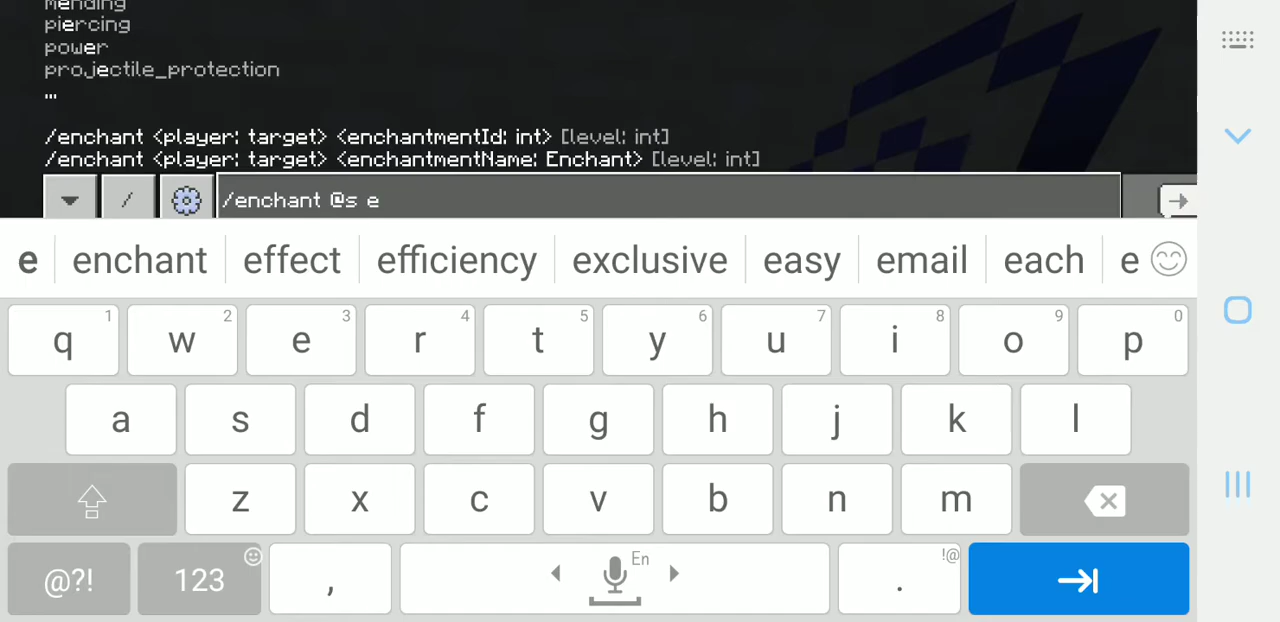 mending
piercing
power
projectile_protection
...
/enchant <player: target> <enchantmentId: int> [level: int]
/enchant <player: target> <enchantmentName: Enchant> [level: int]
/ /enchant @s e
e enchant effect efficiency exclusive easy email each e
1 2 3 4 5 6 7 8 9 0
q w e r t y u i o p
a s d f g h j k l
z x c v b n m
@?! 123 , En . !@